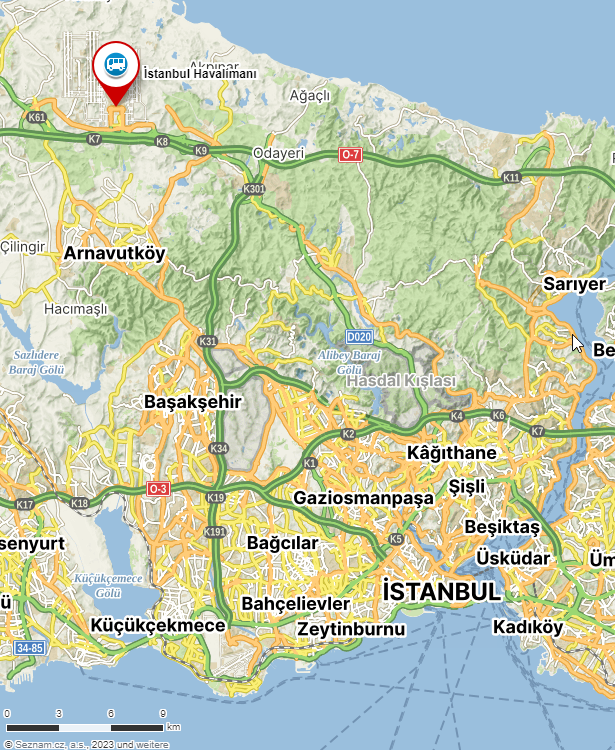 Akpınar
İstanbul Havalimanı
Ağaçlı
K61
K7
K8
K9
Odayeri
O-7
K11
K301
Çilingir
Arnavutköy
Sarıyer
Hacımaşlı
K31
D020
Be
Sazlıdere
Baraj Gölü
Alibey Baraj
Gölü
Hasdal Kışlası
Başakşehir
K4
K6
K7
K2
K34
Kâğıthane
K1
O-3
K19
K17
K18
Gaziosmanpaşa
Şişli
K191
Beşiktaş
K5
senyurt
Bağcılar
Üsküdar
Üm
Küçükçekmece
Gölü
İSTANBUL
ü
Bahçelievler
Küçükçekmece
Zeytinburnu
Kadıköy
34-85
0 3 6 9
km
© Seznam.cz, a.s., 2023 und weitere